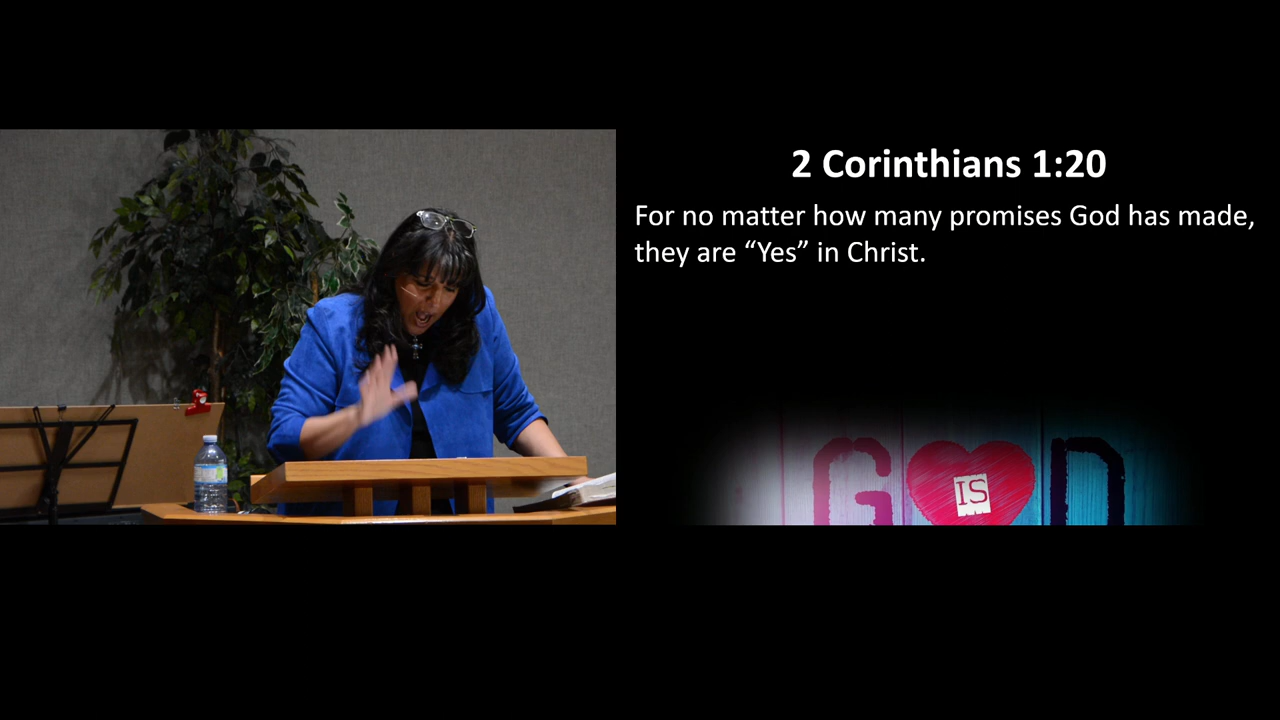 2 Corinthians 1:20
For no matter how many promises God has made,
they are “Yes” in Christ.
G D
IS